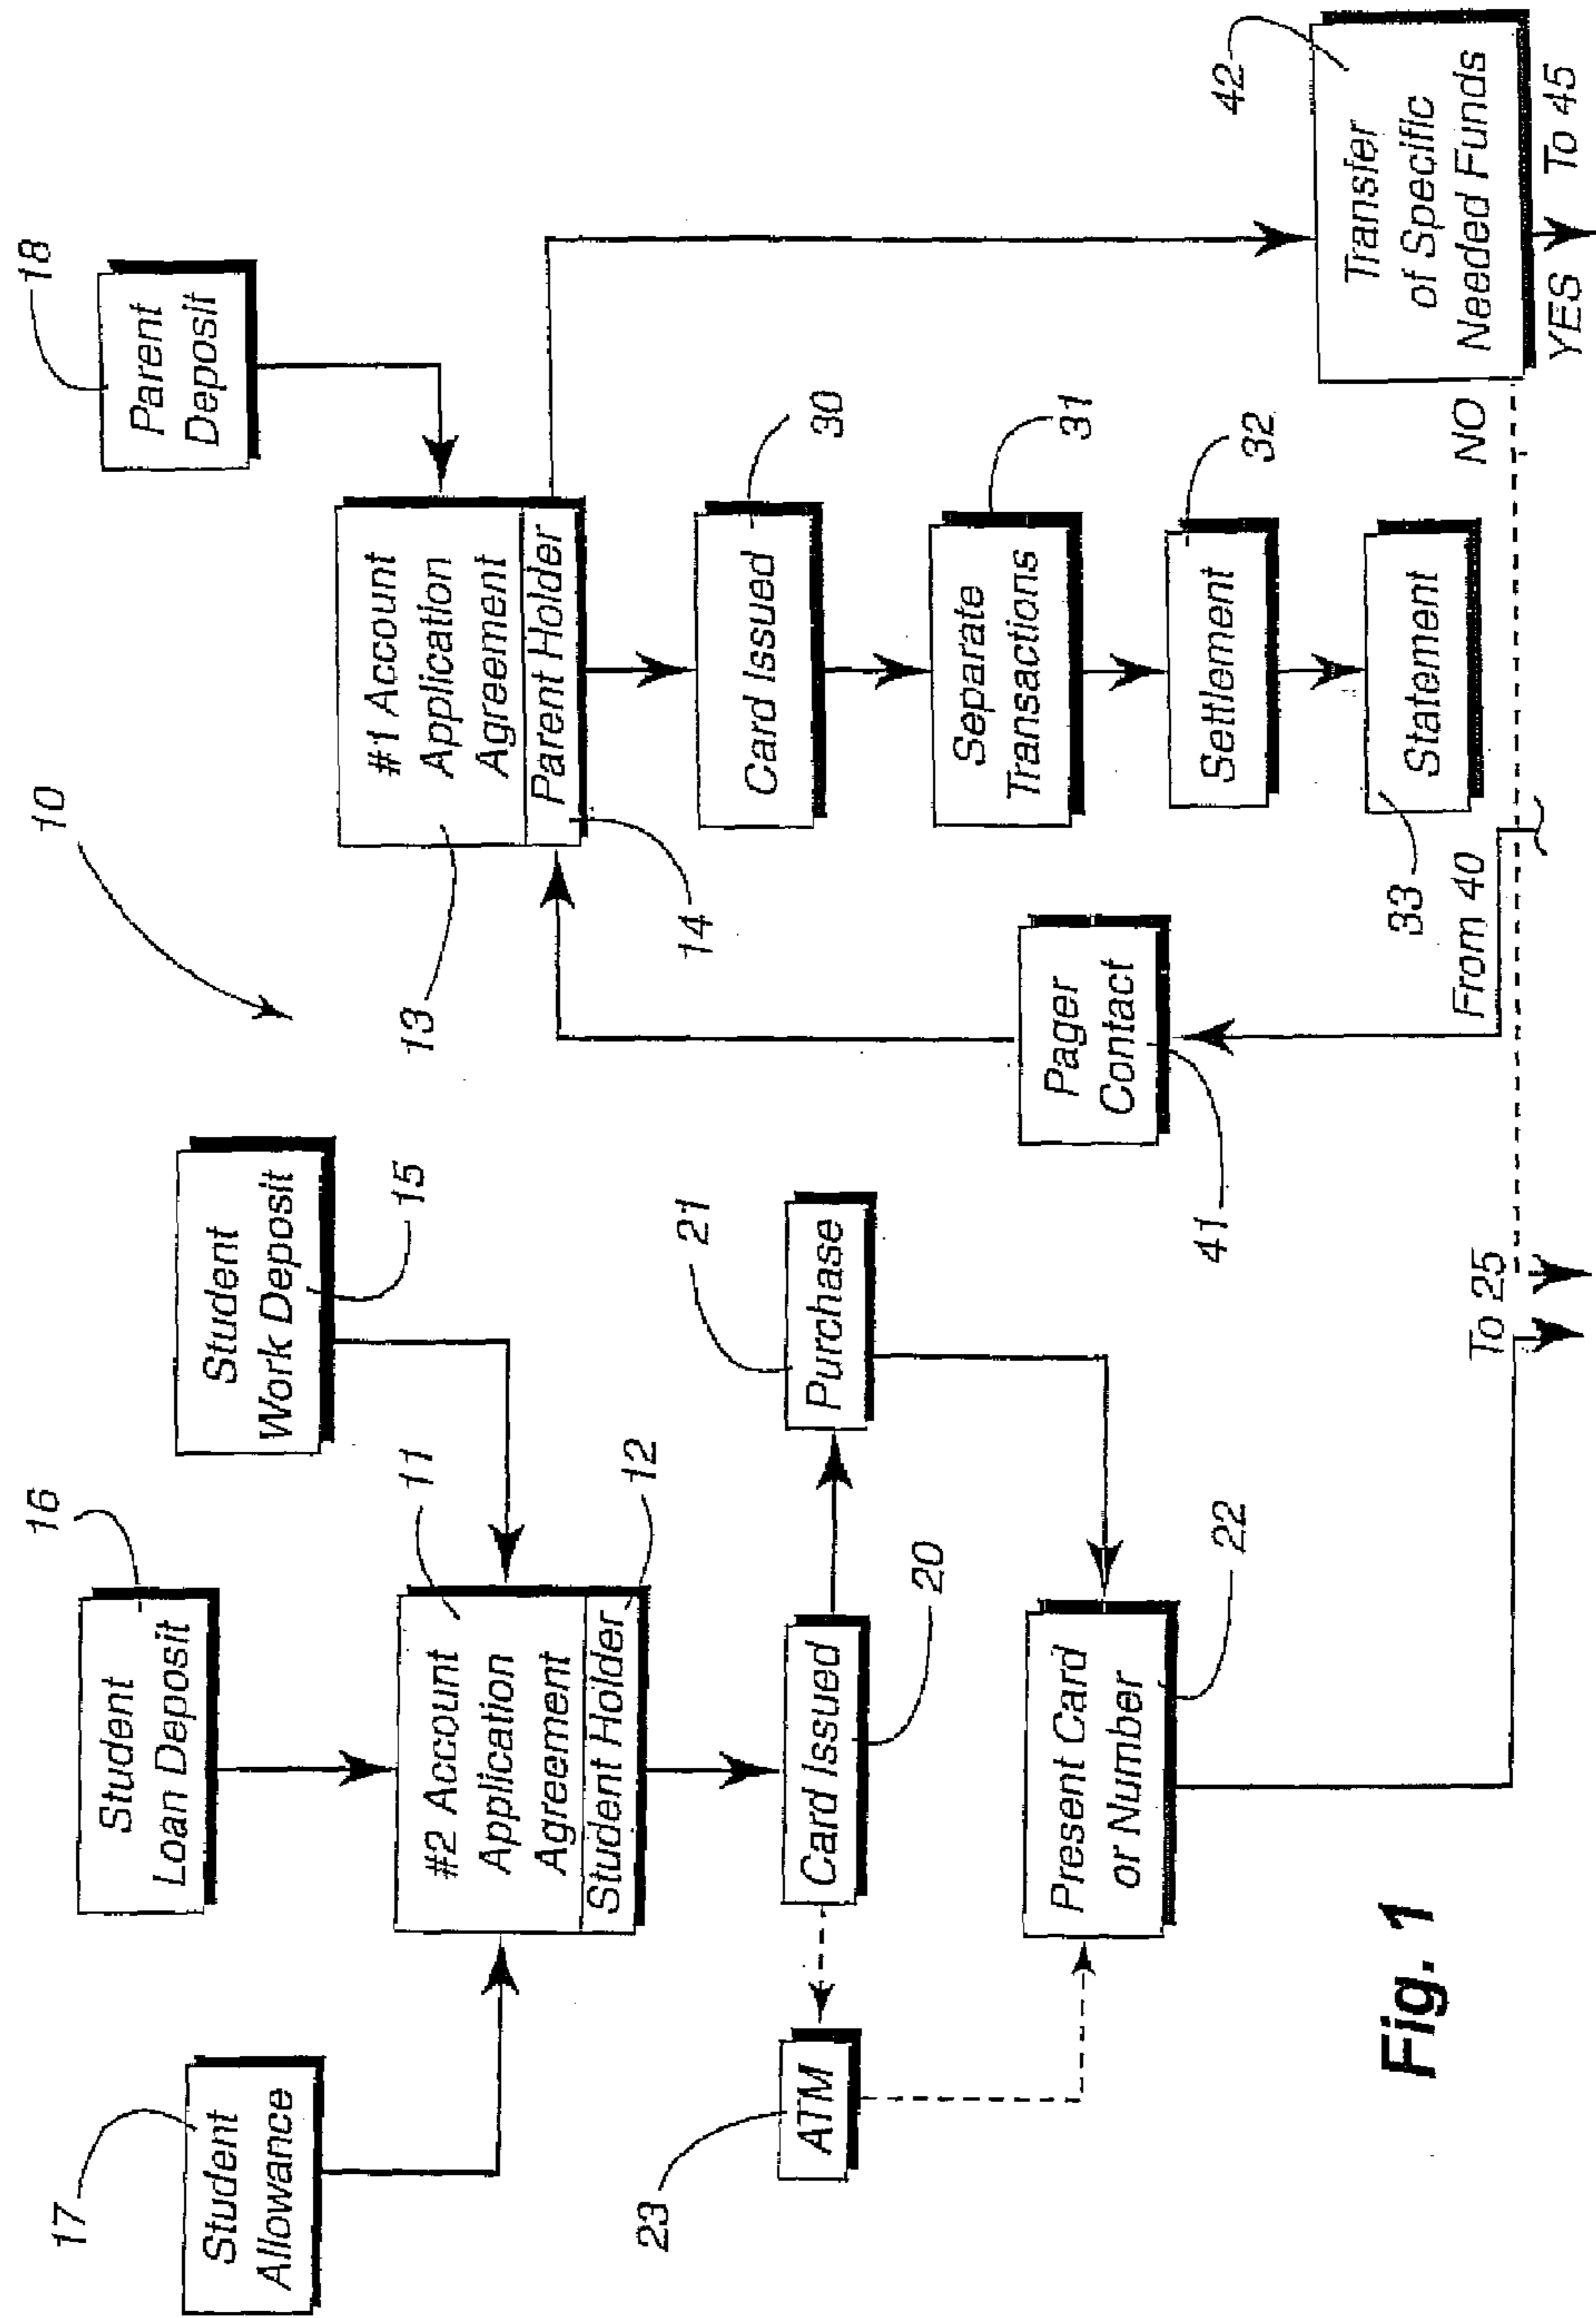 10
17
Student
Allowance
16
Student
Loan Deposit
Student
Work Deposit
15
18
Parent
Deposit
11
#2 Account
Application
Agreement
Student Holder
12
13
#1 Account
Application
Agreement
Parent Holder
14
23
ATM
Card Issued
20
21
Purchase
Card Issued
30
Present Card
or Number
22
Pager
Contact
41
Separate
Transactions
31
Settlement
32
Statement
33
42
Transfer
of Specific
Needed Funds
To 25
From 40
NO
YES
To 45
Fig. 1